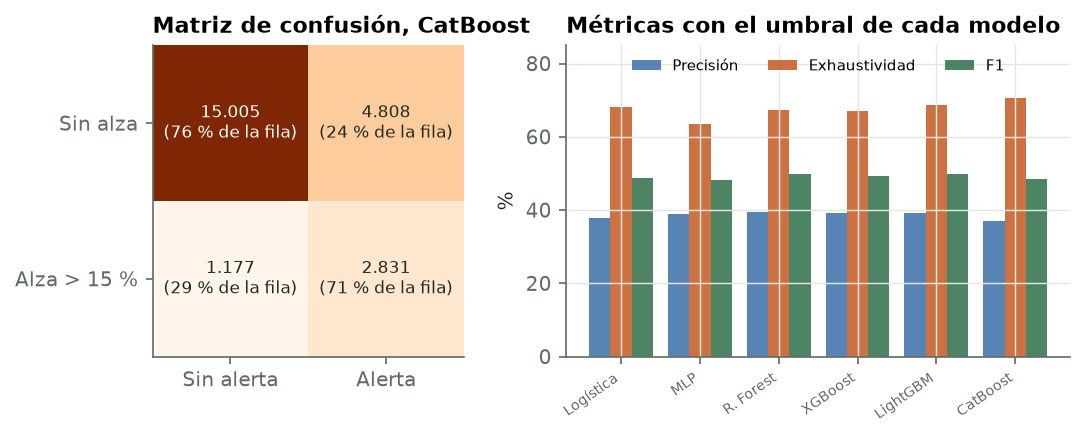 Matriz de confusión, CatBoost
Sin alza
15.005
(76 % de la fila)
4.808
(24 % de la fila)
Alza > 15 %
1.177
(29 % de la fila)
2.831
(71 % de la fila)
Sin alerta
Alerta
Métricas con el umbral de cada modelo
Precisión
Exhaustividad
F1
%
80
60
40
20
0
Logística
MLP
R. Forest
XGBoost
LightGBM
CatBoost